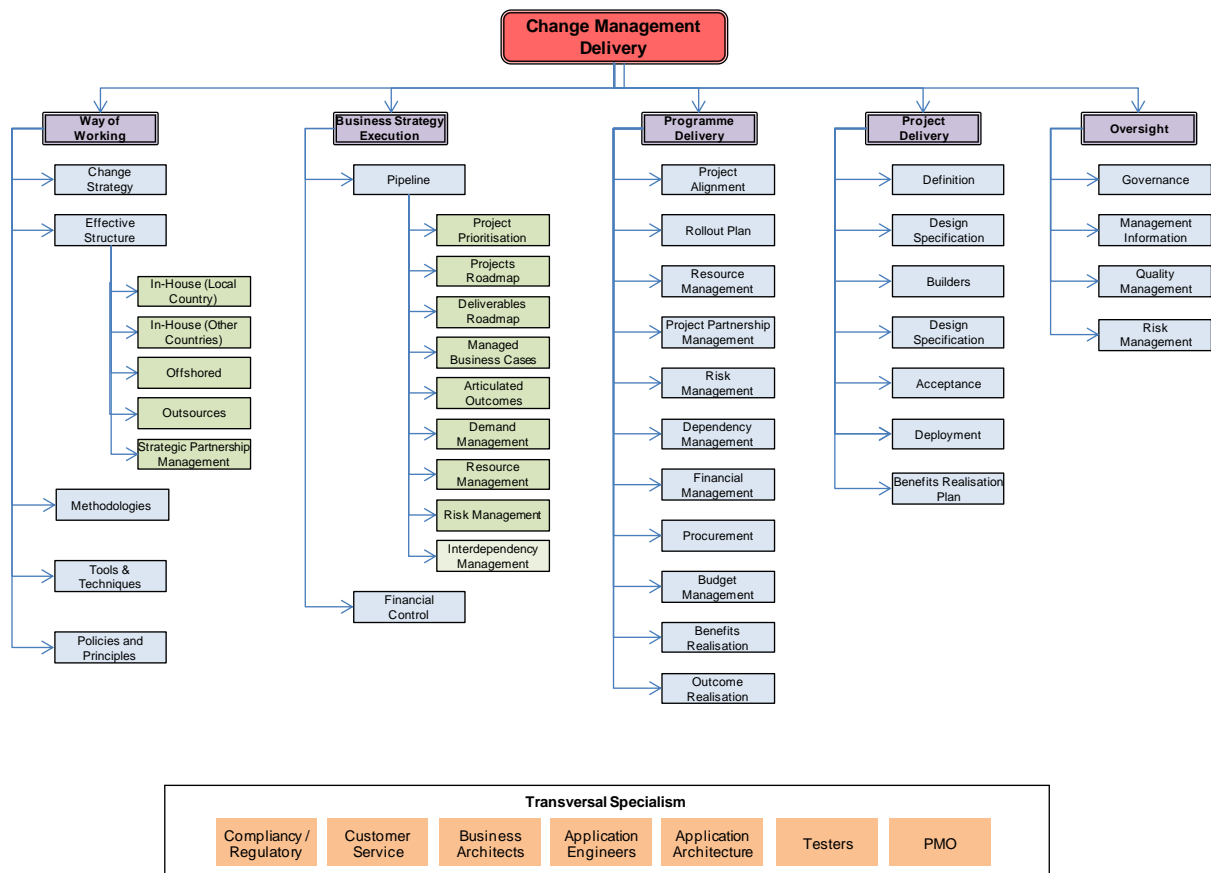 Change Management
Delivery
Way of
Working
Business Strategy
Execution
Programme
Delivery
Project
Delivery
Oversight
Change
Strategy
Effective
Structure
In-House (Local
Country)
In-House (Other
Countries)
Offshored
Outsources
Strategic Partnership
Management
Methodologies
Tools &
Techniques
Policies and
Principles
Pipeline
Project
Prioritisation
Projects
Roadmap
Deliverables
Roadmap
Managed
Business Cases
Articulated
Outcomes
Demand
Management
Resource
Management
Risk Management
Interdependency
Management
Financial
Control
Project
Alignment
Rollout Plan
Resource
Management
Project Partnership
Management
Risk
Management
Dependency
Management
Financial
Management
Procurement
Budget
Management
Benefits
Realisation
Outcome
Realisation
Definition
Design
Specification
Builders
Design
Specification
Acceptance
Deployment
Benefits Realisation
Plan
Governance
Management
Information
Quality
Management
Risk
Management
Transversal Specialism
Compliancy /
Regulatory
Customer
Service
Business
Architects
Application
Engineers
Application
Architecture
Testers
PMO